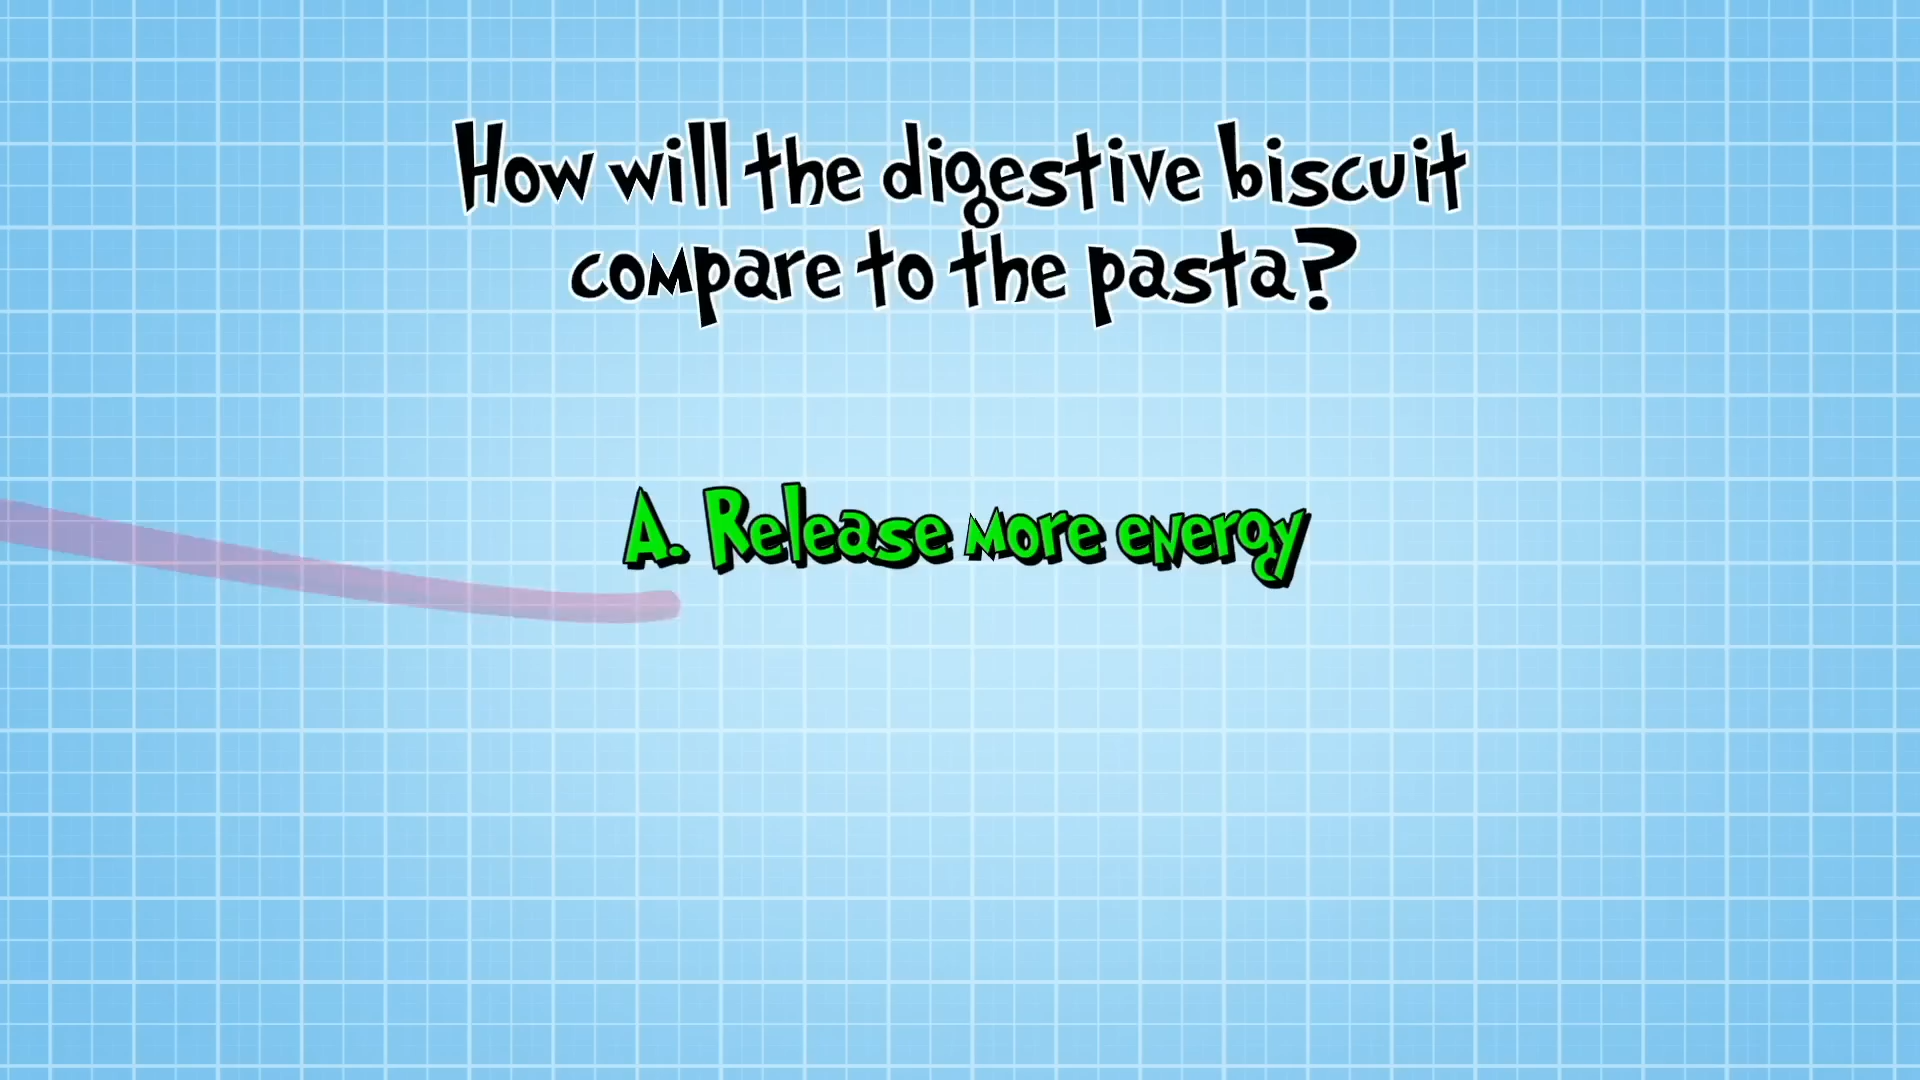 How will the digestive biscuit
compare to the pasta?
A. Release more energy